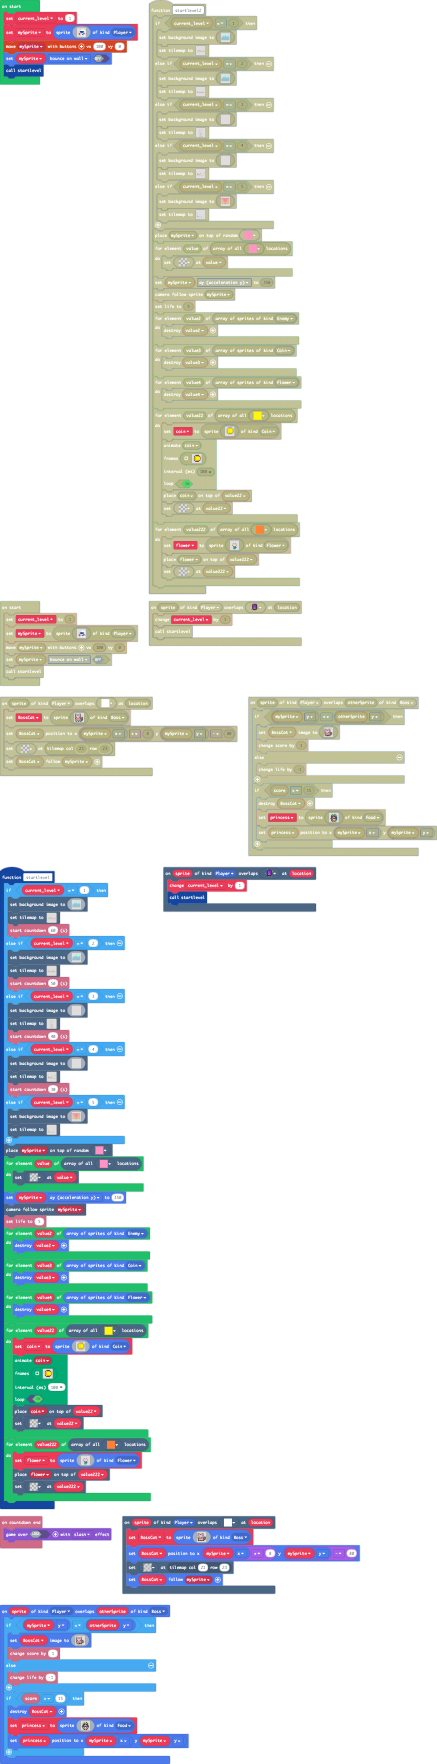 on start
set current_level to 1
set mySprite to sprite of kind Player
move mySprite with buttons vx 100 vy 0
set mySprite bounce on wall
call startlevel
function startlevel2
if current_level = then
set background image to
set tilemap to
else if current_level = then
set background image to
set tilemap to
else if current_level = then
set background image to
set tilemap to
else if current_level = then
set background image to
set tilemap to
else if current_level = then
set background image to
set tilemap to
place mySprite on top of random
for element value of array of all locations
do set at value
set mySprite ay (acceleration y) to
camera follow sprite mySprite
set life to
for element value2 of array of sprites of kind Enemy
do destroy value2
for element value3 of array of sprites of kind Coin
do destroy value3
for element value4 of array of sprites of kind Flower
do destroy value4
for element value22 of array of all locations
do set coin to sprite of kind Coin
animate coin
frames
interval (ms) 100
loop
place coin on top of value22
set at value22
for element value222 of array of all locations
do set flower to sprite of kind Flower
place flower on top of value222
set at value222
on start
set current_level to
set mySprite to sprite of kind Player
move mySprite with buttons vx 100 vy
set mySprite bounce on wall
call startlevel
on sprite of kind Player overlaps at location
change current_level by
call startlevel
on sprite of kind Player overlaps at location
set BossCat to sprite of kind Boss
set BossCat position to x mySprite x y mySprite y
set at tilemap col row
set BossCat follow mySprite
on sprite of kind Player overlaps otherSprite of kind Boss
if mySprite y < otherSprite y then
set BossCat image to
change score by
else
change life by
if score = then
destroy BossCat
set princess to sprite of kind Food
set princess position to x mySprite x y mySprite y
function startlevel
if current_level = 1 then
set background image to
set tilemap to
start countdown (s)
else if current_level = 2 then
set background image to
set tilemap to
start countdown (s)
else if current_level = 3 then
set background image to
set tilemap to
start countdown (s)
else if current_level = 4 then
set background image to
set tilemap to
start countdown (s)
else if current_level = 5 then
set background image to
set tilemap to
place mySprite on top of random
for element value of array of all locations
do set at value
set mySprite ay (acceleration y) to
camera follow sprite mySprite
set life to
for element value2 of array of sprites of kind Enemy
do destroy value2
for element value3 of array of sprites of kind Coin
do destroy value3
for element value4 of array of sprites of kind Flower
do destroy value4
for element value22 of array of all locations
do set coin to sprite of kind Coin
animate coin
frames
interval (ms) 100
loop
place coin on top of value22
set at value22
for element value222 of array of all locations
do set flower to sprite of kind Flower
place flower on top of value222
set at value222
on sprite of kind Player overlaps at location
change current_level by 1
call startlevel
on countdown end
game over with slash effect
on sprite of kind Player overlaps at location
set BossCat to sprite of kind Boss
set BossCat position to x mySprite x y mySprite y
set at tilemap col row
set BossCat follow mySprite
on sprite of kind Player overlaps otherSprite of kind Boss
if mySprite y < otherSprite y then
set BossCat image to
change score by
else
change life by
if score = then
destroy BossCat
set princess to sprite of kind Food
set princess position to x mySprite x y mySprite y